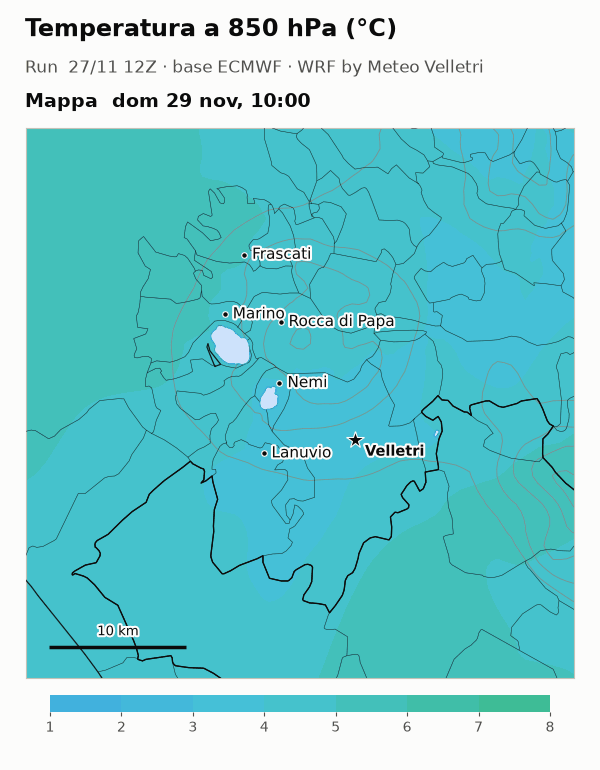 Temperatura a 850 hPa (°C)
Run 27/11 12Z · base ECMWF · WRF by Meteo Velletri
Mappa dom 29 nov, 10:00
Frascati
Marino
Rocca di Papa
Nemi
Velletri
Lanuvio
10 km
1 2 3 4 5 6 7 8